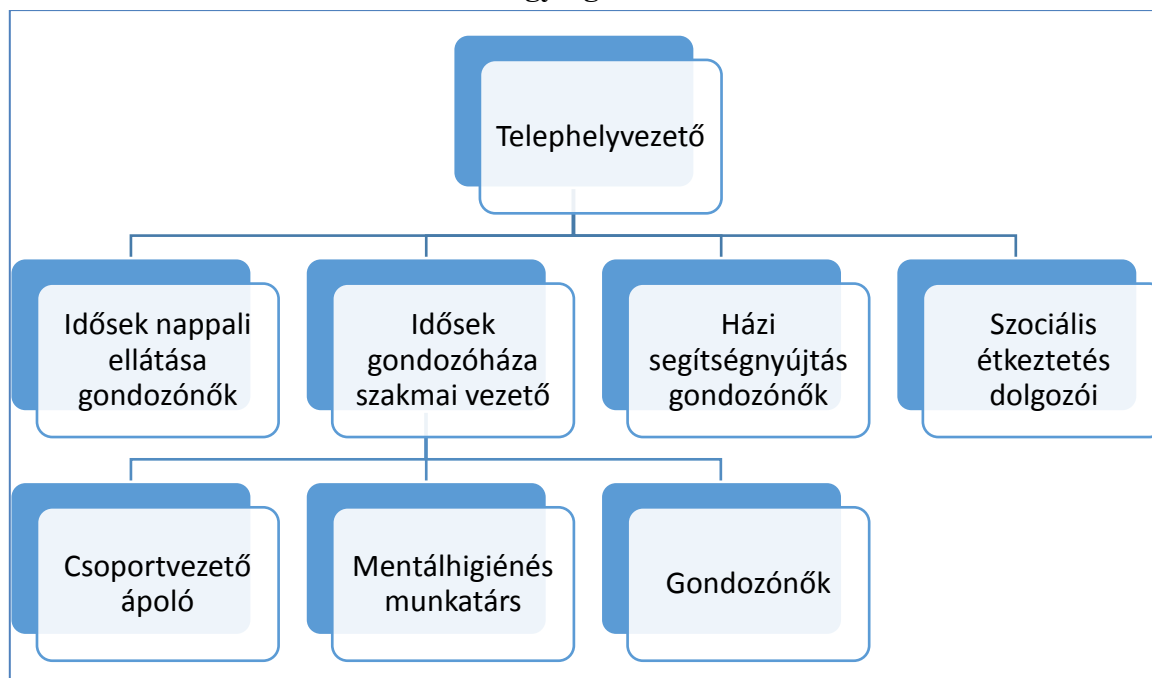 Telephelyvezető
Idősek nappali
ellátása
gondozónők
Idősek
gondozóháza
szakmai vezető
Házi
segítségnyújtás
gondozónők
Szociális
étkeztetés
dolgozói
Csoportvezető
ápoló
Mentálhigiénés
munkatárs
Gondozónők